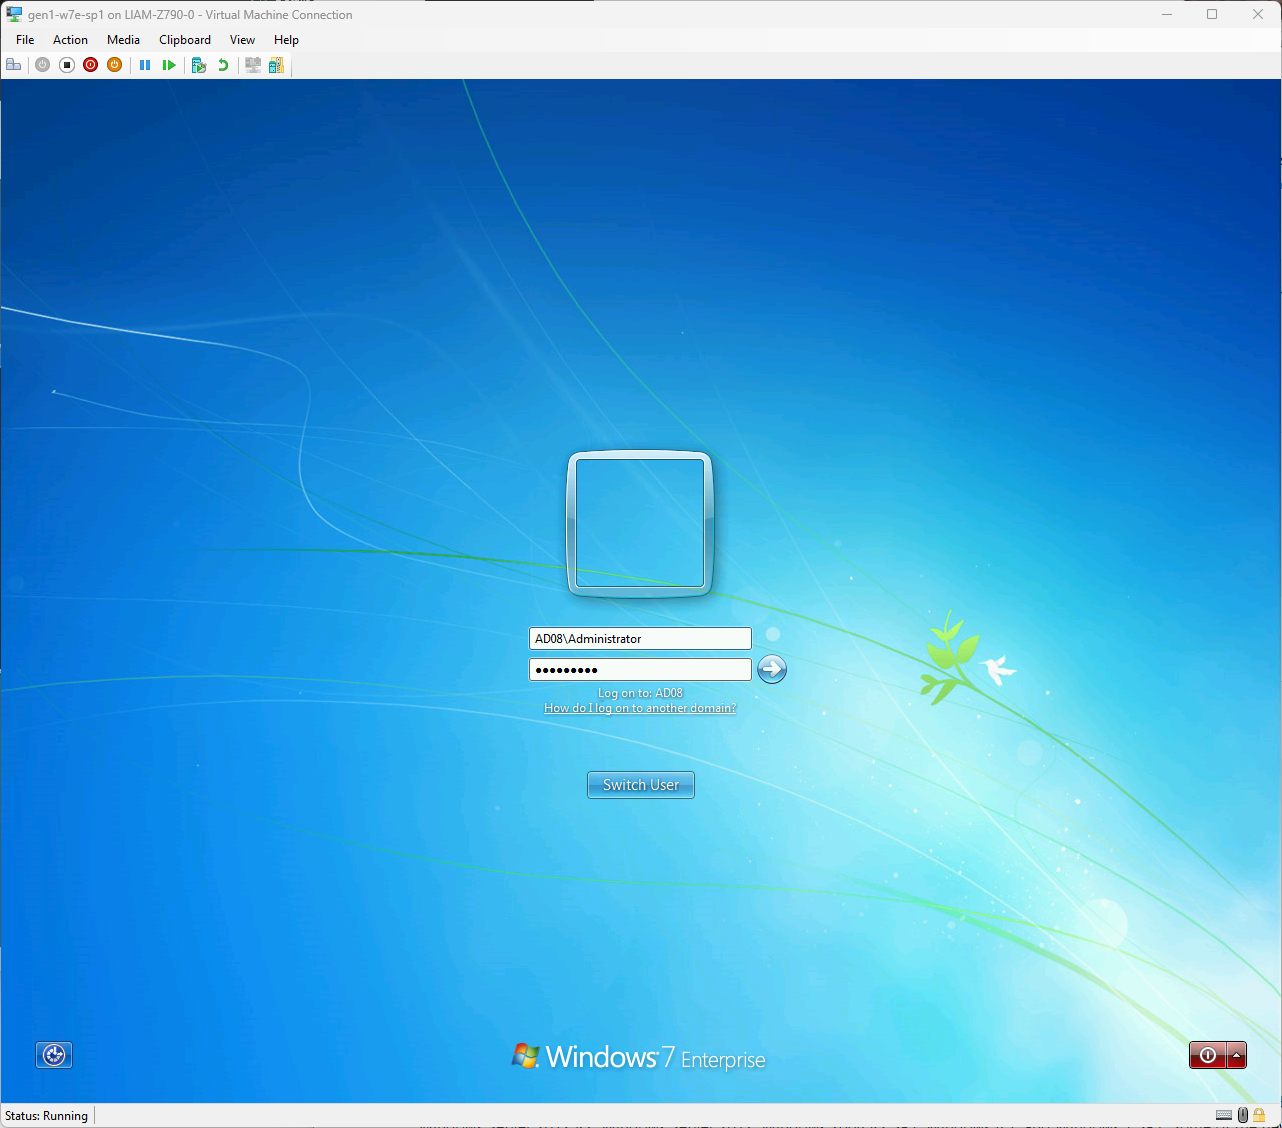 gen1-w7e-sp1 on LIAM-Z790-0 - Virtual Machine Connection
File Action Media Clipboard View Help
AD08\Administrator
Log on to: AD08
How do I log on to another domain?
Switch User
Windows 7 Enterprise
Status: Running